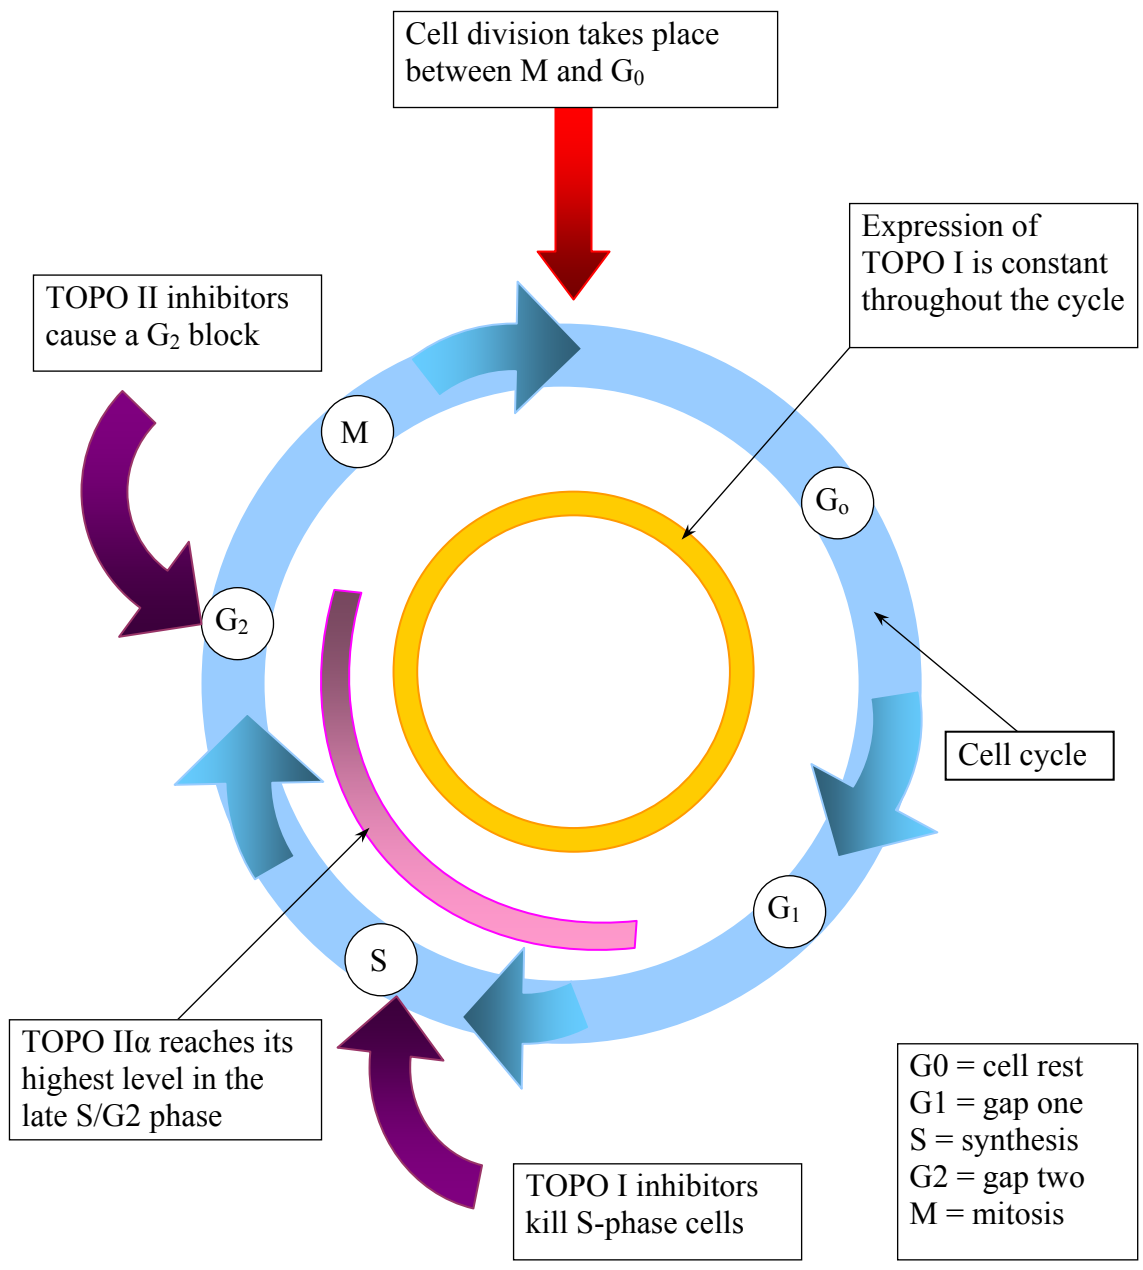 Cell division takes place
between M and G₀
Expression of
TOPO I is constant
throughout the cycle
TOPO II inhibitors
cause a G₂ block
M
Gₒ
G₂
Cell cycle
G₁
S
TOPO IIα reaches its
highest level in the
late S/G2 phase
TOPO I inhibitors
kill S-phase cells
G0 = cell rest
G1 = gap one
S = synthesis
G2 = gap two
M = mitosis